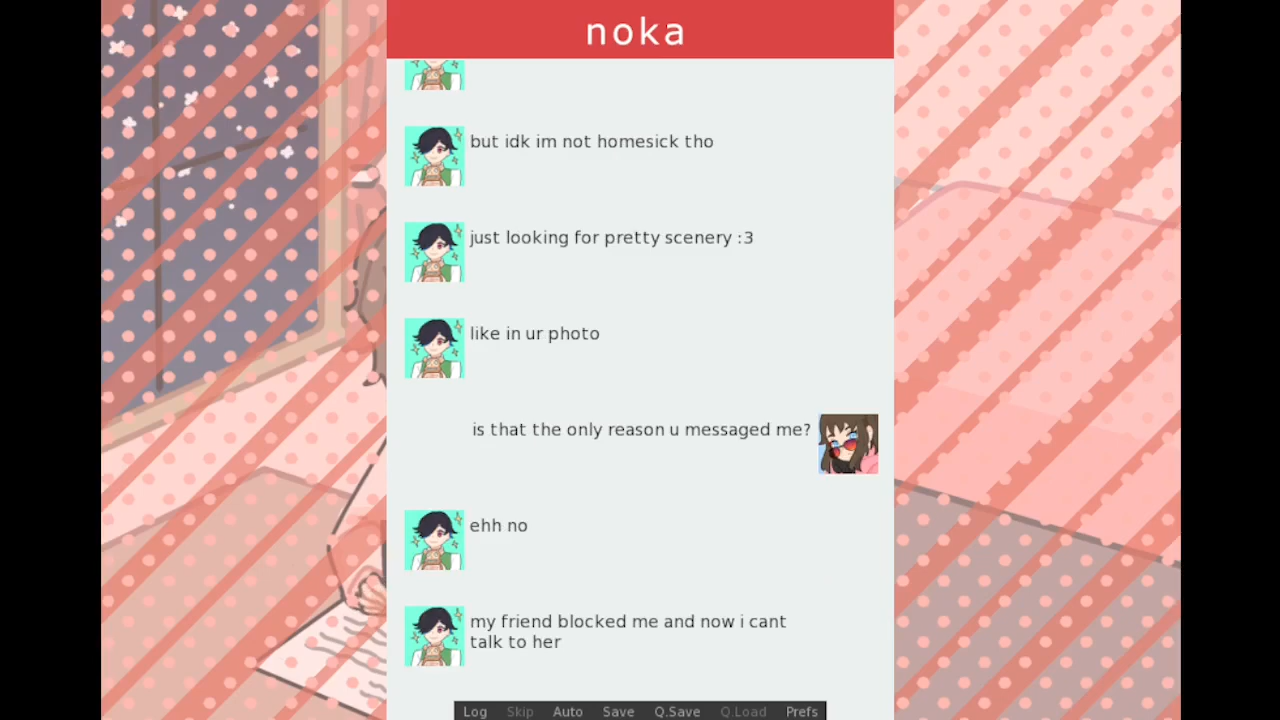 noka
but idk im not homesick tho
just looking for pretty scenery :3
like in ur photo
is that the only reason u messaged me?
ehh no
my friend blocked me and now i cant
talk to her
Log Skip Auto Save Q.Save Q.Load Prefs